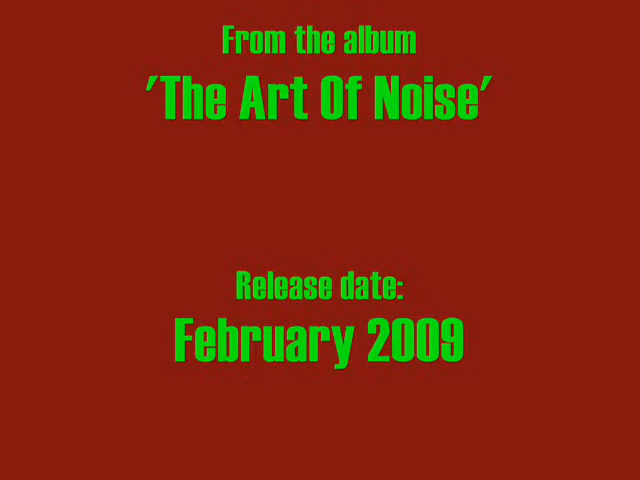 From the album
'The Art Of Noise'
Release date:
February 2009